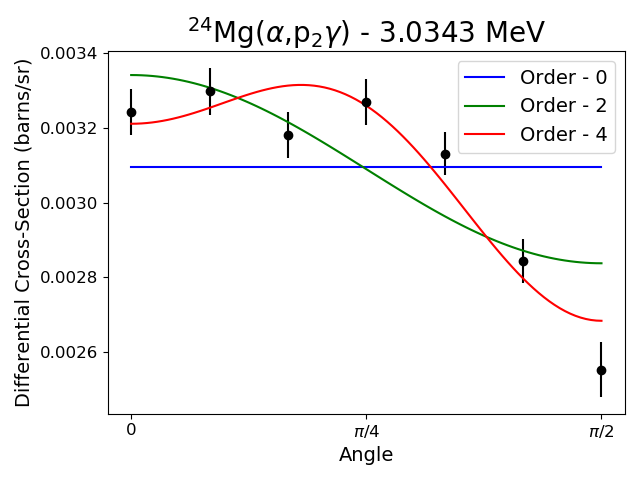 ²⁴Mg(α,p₂γ) - 3.0343 MeV
Differential Cross-Section (barns/sr)
0.0034
0.0032
0.0030
0.0028
0.0026
Order - 0
Order - 2
Order - 4
0
π/4
π/2
Angle